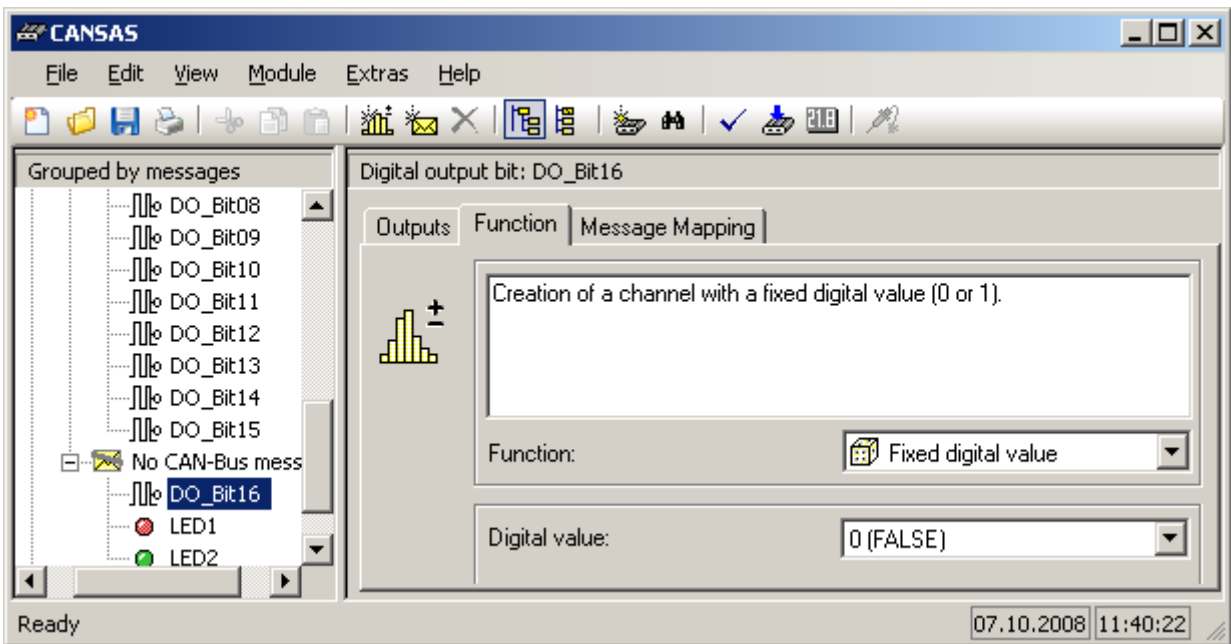 CANSAS
File Edit View Module Extras Help
Grouped by messages
DO_Bit08
DO_Bit09
DO_Bit10
DO_Bit11
DO_Bit12
DO_Bit13
DO_Bit14
DO_Bit15
No CAN-Bus mess
DO_Bit16
LED1
LED2
Digital output bit: DO_Bit16
Outputs Function Message Mapping
Creation of a channel with a fixed digital value (0 or 1).
Function: Fixed digital value
Digital value: 0 (FALSE)
Ready 07.10.2008 11:40:22